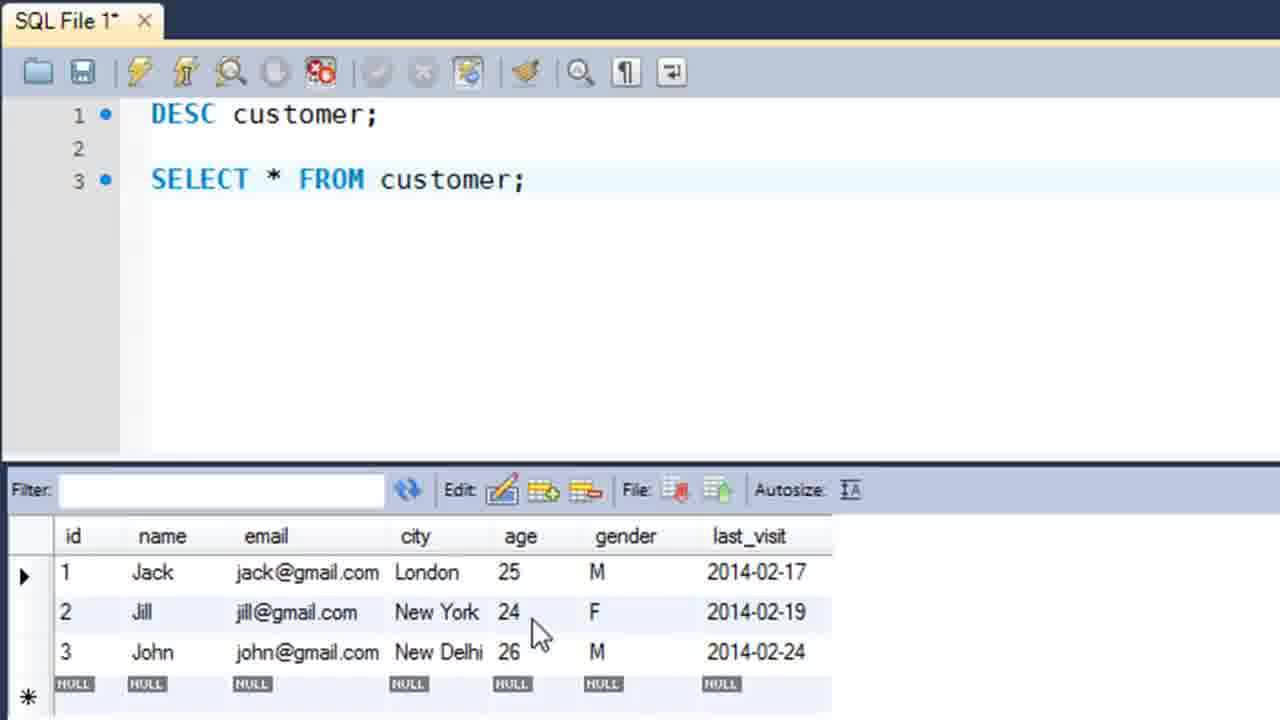 SQL File 1*
1 DESC customer;
2
3 SELECT * FROM customer;
Filter: Edit: File: Autosize:
id name email city age gender last_visit
1 Jack jack@gmail.com London 25 M 2014-02-17
2 Jill jill@gmail.com New York 24 F 2014-02-19
3 John john@gmail.com New Delhi 26 M 2014-02-24
NULL NULL NULL NULL NULL NULL NULL